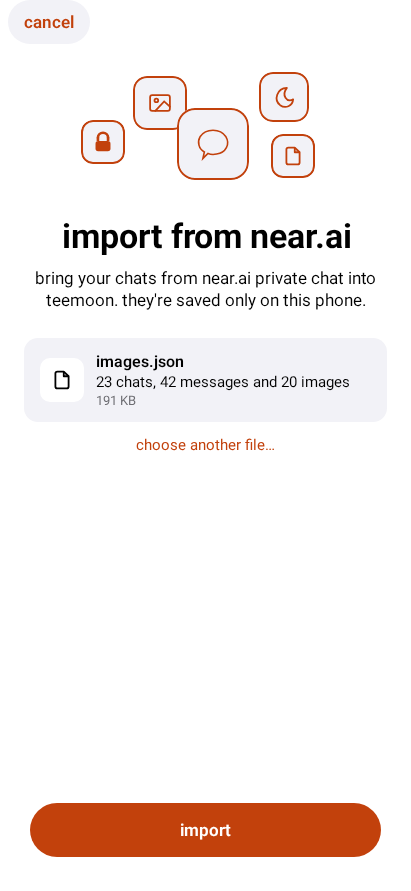 cancel
import from near.ai
bring your chats from near.ai private chat into
teemoon. they're saved only on this phone.
images.json
23 chats, 42 messages and 20 images
191 KB
choose another file…
import